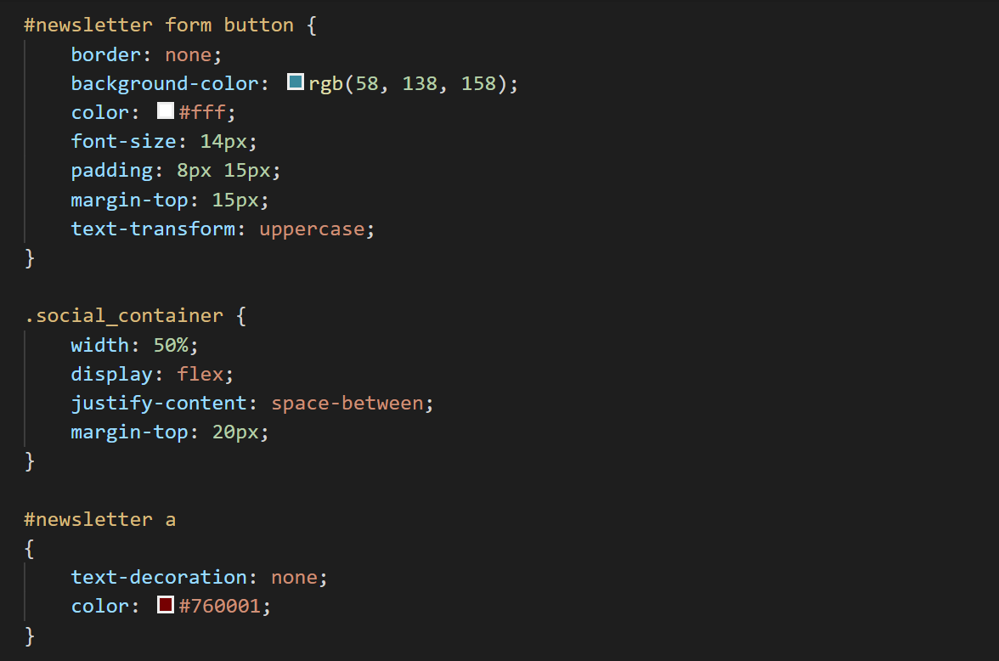 #newsletter form button {
    border: none;
    background-color: rgb(58, 138, 158);
    color: #fff;
    font-size: 14px;
    padding: 8px 15px;
    margin-top: 15px;
    text-transform: uppercase;
}

.social_container {
    width: 50%;
    display: flex;
    justify-content: space-between;
    margin-top: 20px;
}

#newsletter a
{
    text-decoration: none;
    color: #760001;
}